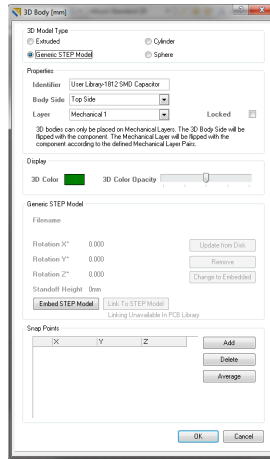 3D Body [mm]
3D Model Type
Extruded Cylinder
Generic STEP Model Sphere
Properties
Identifier User Library-1812 SMD Capacitor
Body Side Top Side
Layer Mechanical 1 Locked
3D bodies can only be placed on Mechanical Layers. The 3D Body Side will be
flipped with the component. The Mechanical Layer will be flipped with the
component according to the defined Mechanical Layer Pairs.
Display
3D Color 3D Color Opacity
Generic STEP Model
Filename
Rotation X° 0.000 Update from Disk
Rotation Y° 0.000 Remove
Rotation Z° 0.000 Change to Embedded
Standoff Height 0mm
Embed STEP Model Link To STEP Model
Linking Unavailable In PCB Library
Snap Points
X Y Z Add
Delete
Average
OK Cancel